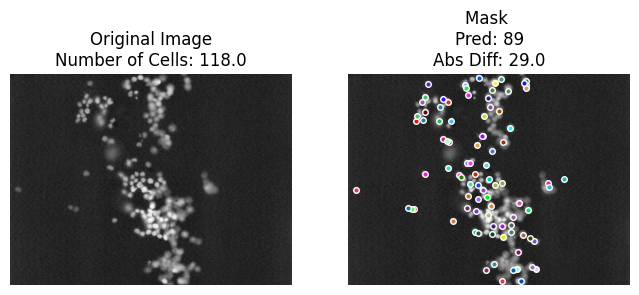 Original Image
Number of Cells: 118.0
Mask
Pred: 89
Abs Diff: 29.0